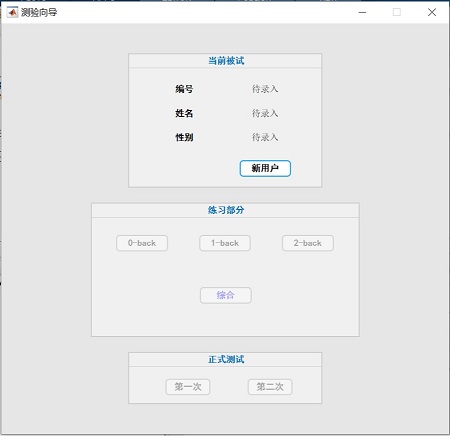 测验向导
当前被试
编号 待录入
姓名 待录入
性别 待录入
新用户
练习部分
0-back 1-back 2-back
综合
正式测试
第一次 第二次